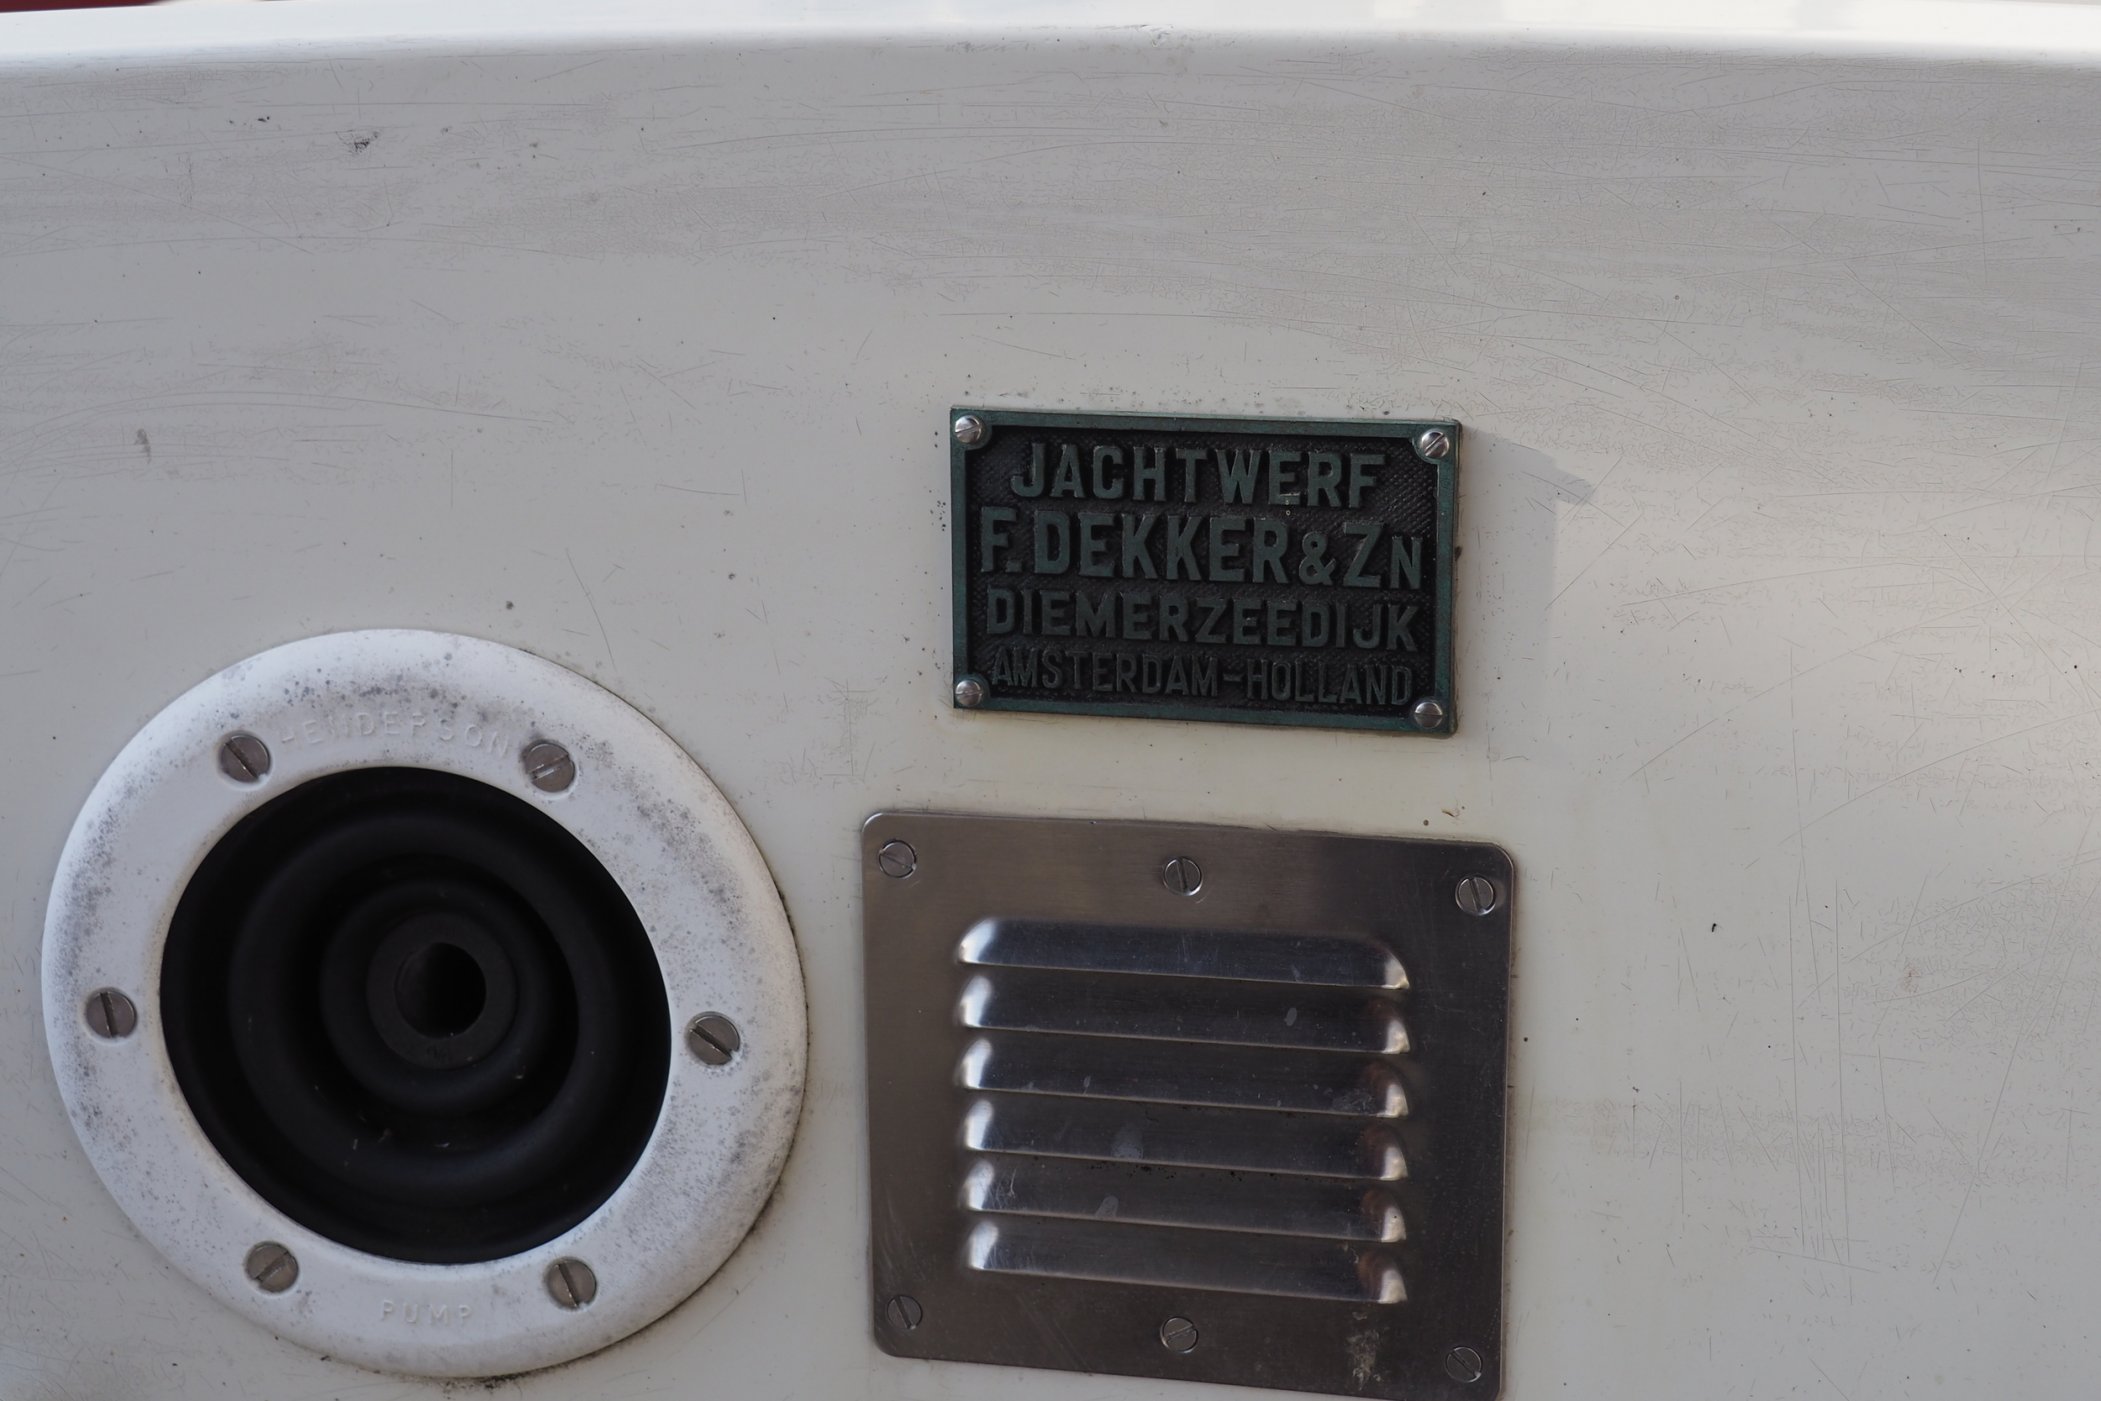 JACHTWERF
F. DEKKER & ZN
DIEMERZEEDIJK
AMSTERDAM-HOLLAND
HENDERSON
PUMP